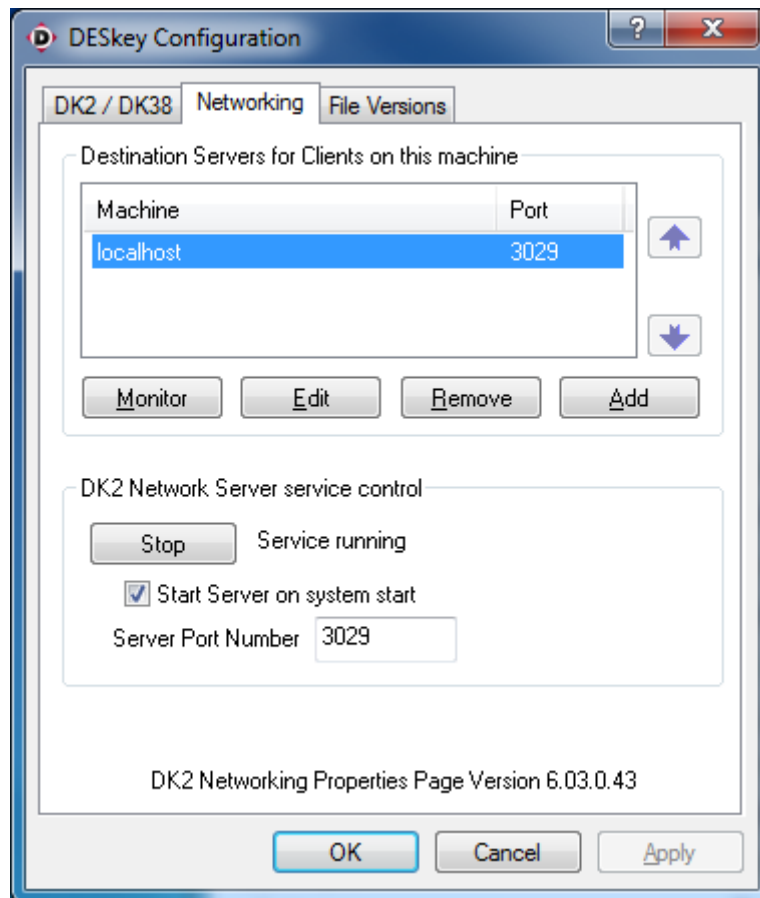 DESkey Configuration
DK2 / DK38 Networking File Versions
Destination Servers for Clients on this machine
Machine Port
localhost 3029
Monitor Edit Remove Add
DK2 Network Server service control
Stop Service running
Start Server on system start
Server Port Number 3029
DK2 Networking Properties Page Version 6.03.0.43
OK Cancel Apply